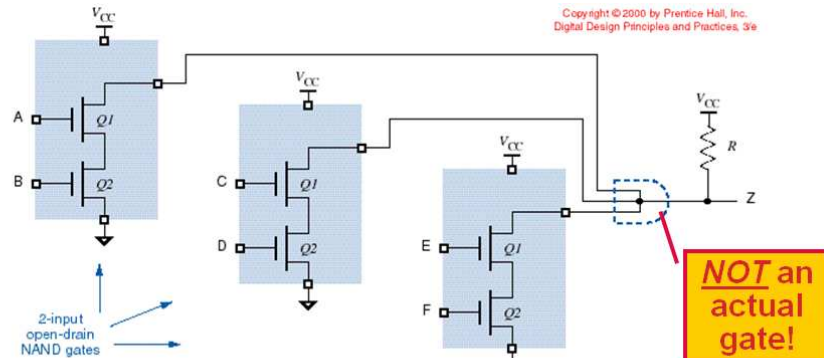 Copyright © 2000 by Prentice Hall, Inc.
Digital Design Principles and Practices, 3/e
VCC
A
Q1
B
Q2
VCC
C
Q1
D
Q2
VCC
E
Q1
F
Q2
VCC
R
Z
2-input
open-drain
NAND gates
NOT an
actual
gate!